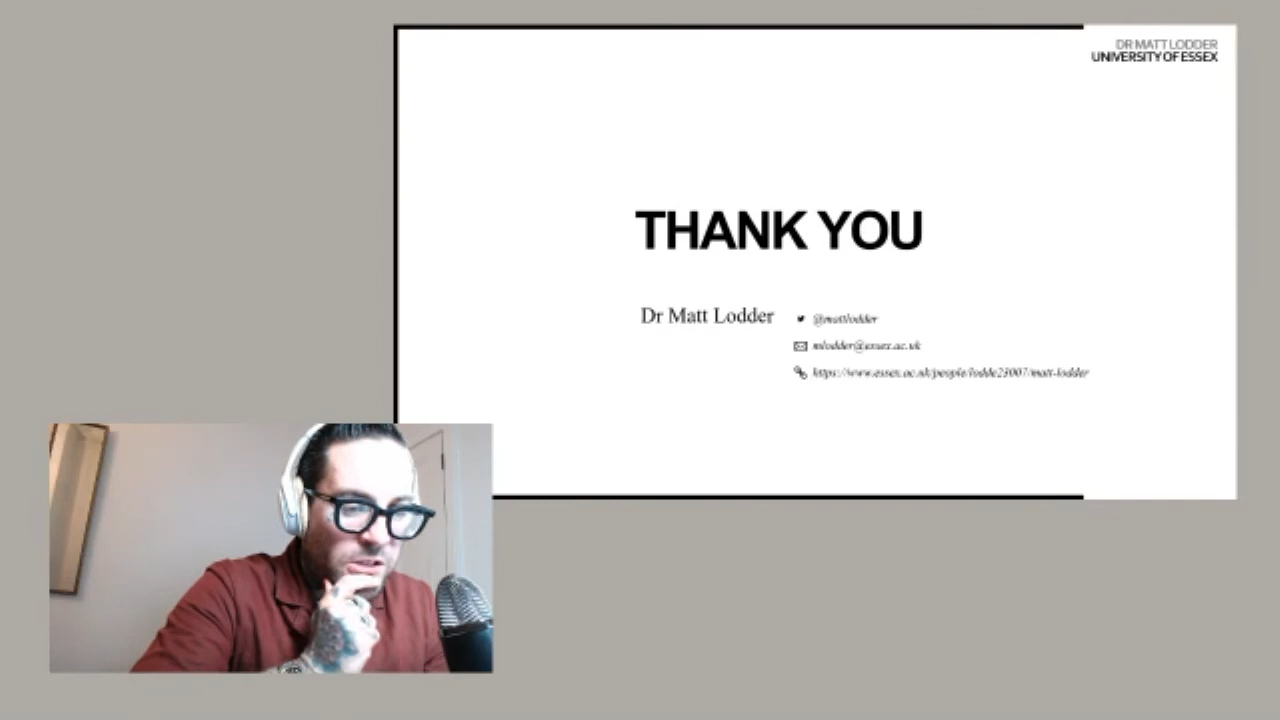 DR MATT LODDER
UNIVERSITY OF ESSEX
THANK YOU
Dr Matt Lodder
@mattlodder
mlodder@essex.ac.uk
https://www.essex.ac.uk/people/lodde23007/matt-lodder